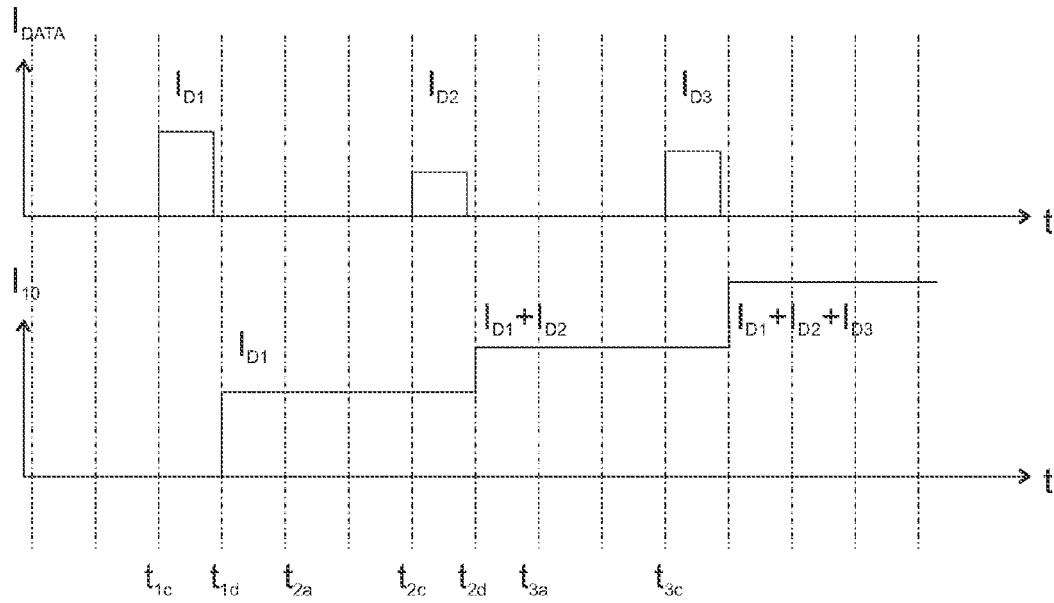 I_DATA
I_D1
I_D2
I_D3
t
I_10
I_D1
I_D1+I_D2
I_D1+I_D2+I_D3
t
t_1c t_1d t_2a t_2c t_2d t_3a t_3c